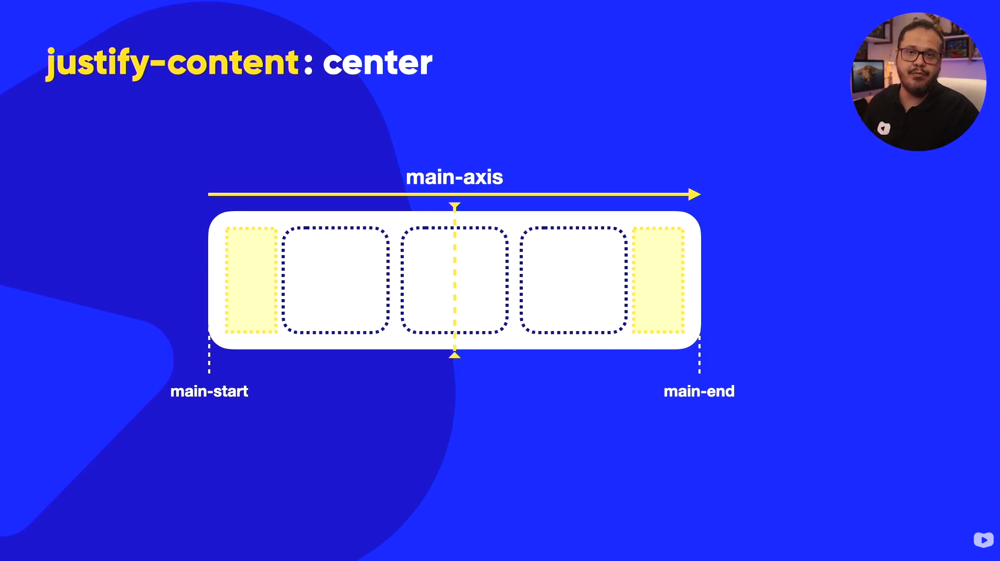 justify-content: center
main-axis
main-start
main-end